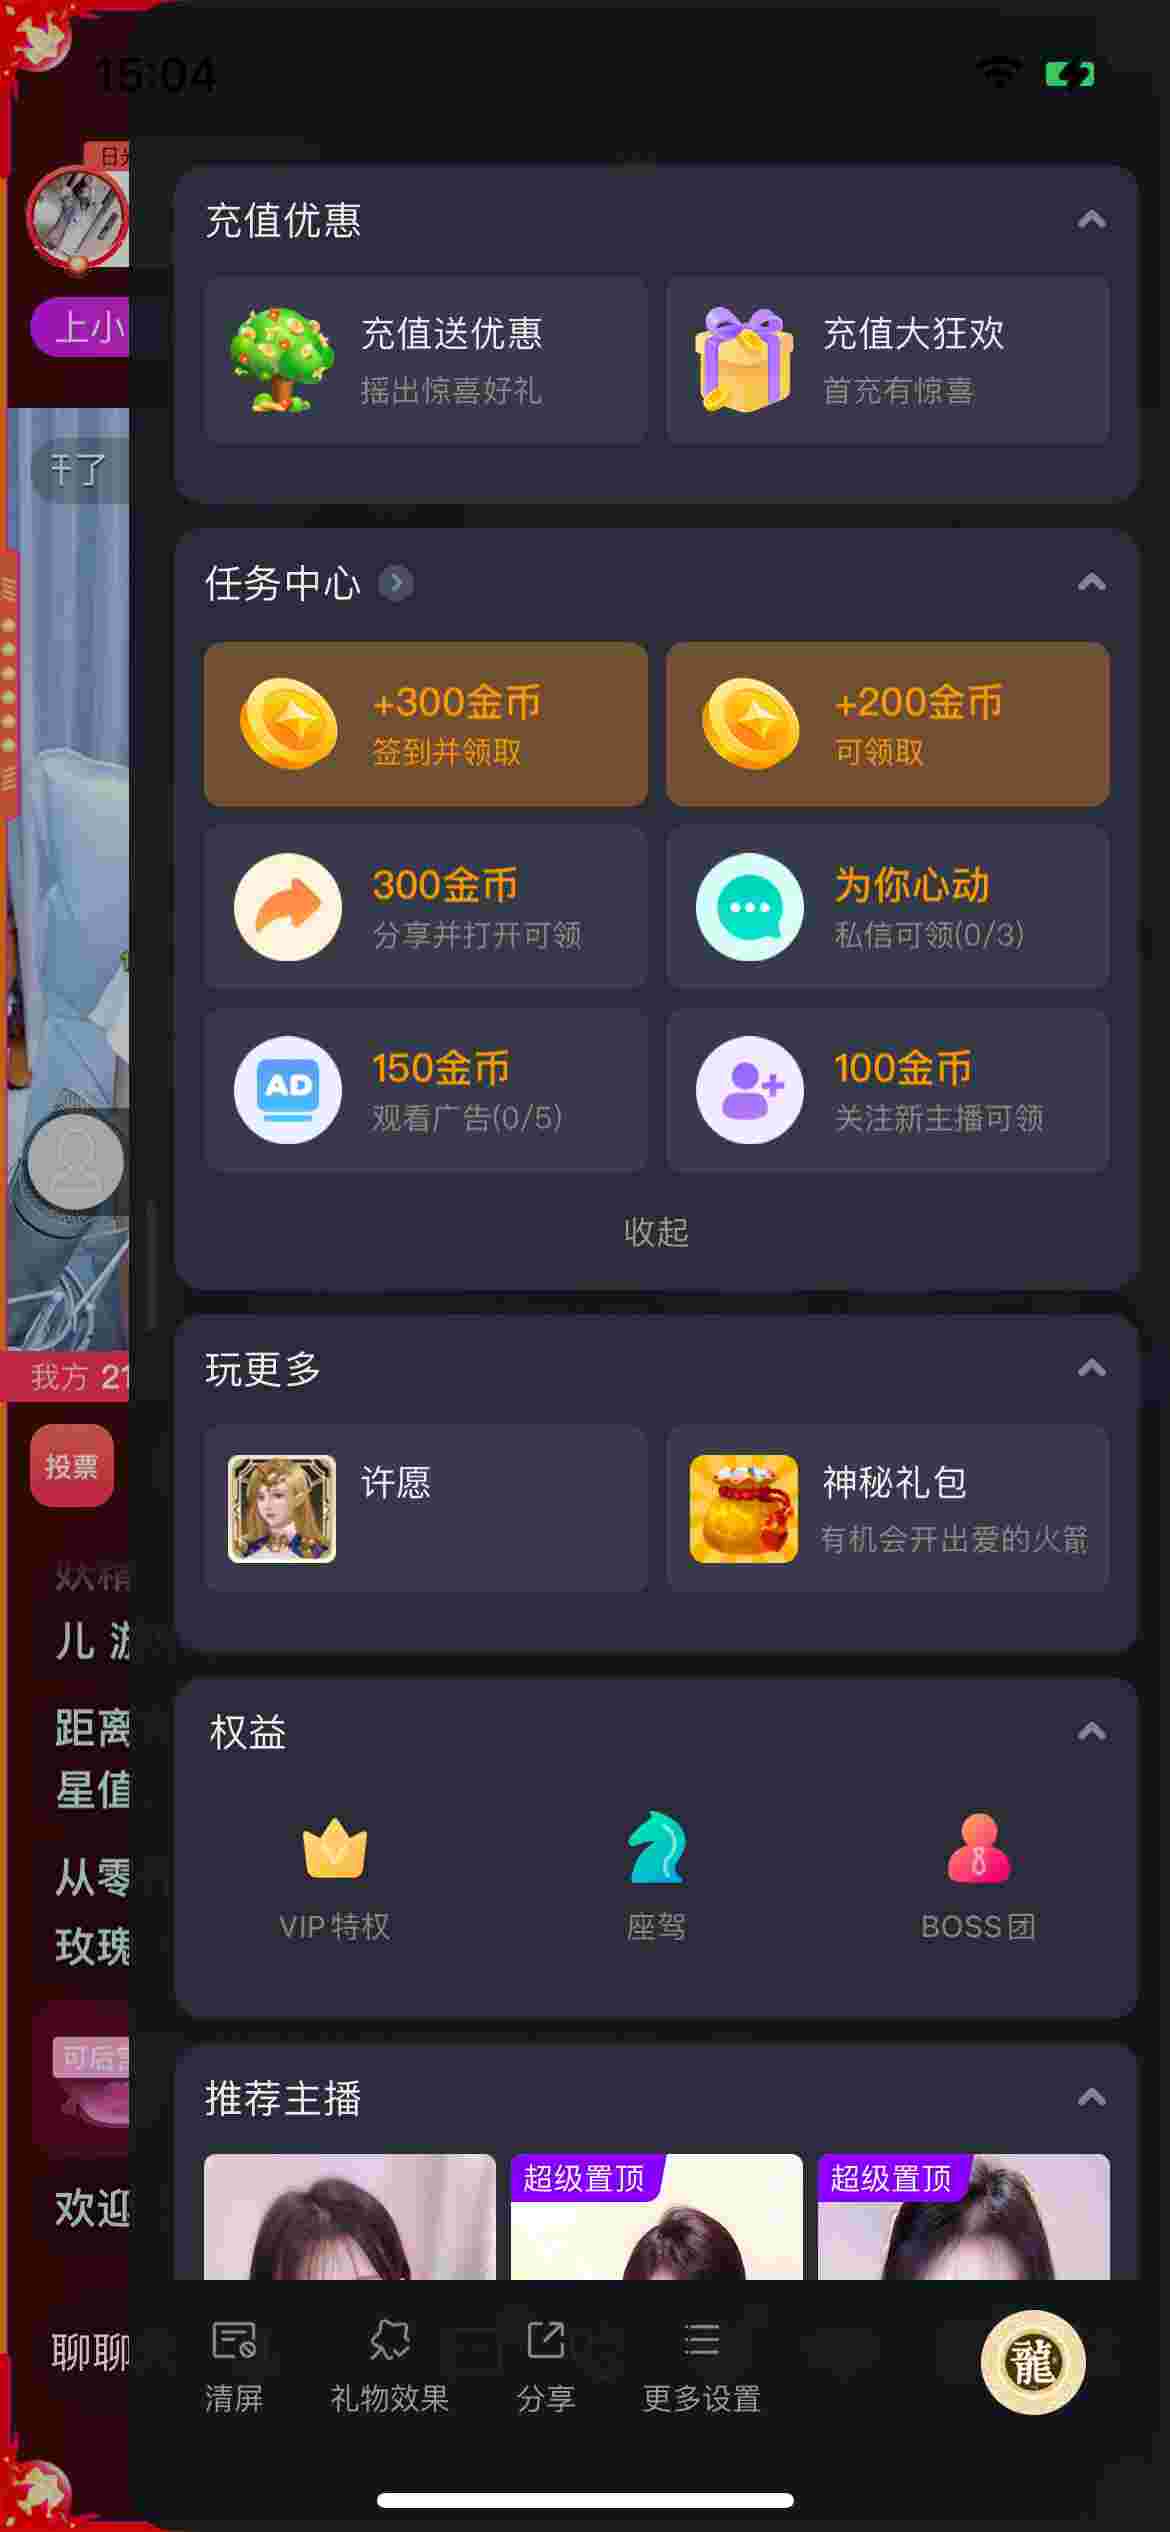 15:04
日
上小
充值优惠
充值送优惠
摇出惊喜好礼
充值大狂欢
首充有惊喜
干了
任务中心
+300金币
签到并领取
+200金币
可领取
300金币
分享并打开可领
为你心动
私信可领(0/3)
AD
150金币
观看广告(0/5)
100金币
关注新主播可领
收起
我方 21
投票
玩更多
许愿
神秘礼包
有机会开出爱的火箭
妖精
儿 游
距离
星值
从零
玫瑰
权益
VIP特权
座驾
8
BOSS团
可后
推荐主播
超级置顶
超级置顶
欢迎
聊聊
清屏
礼物效果
分享
更多设置
龍